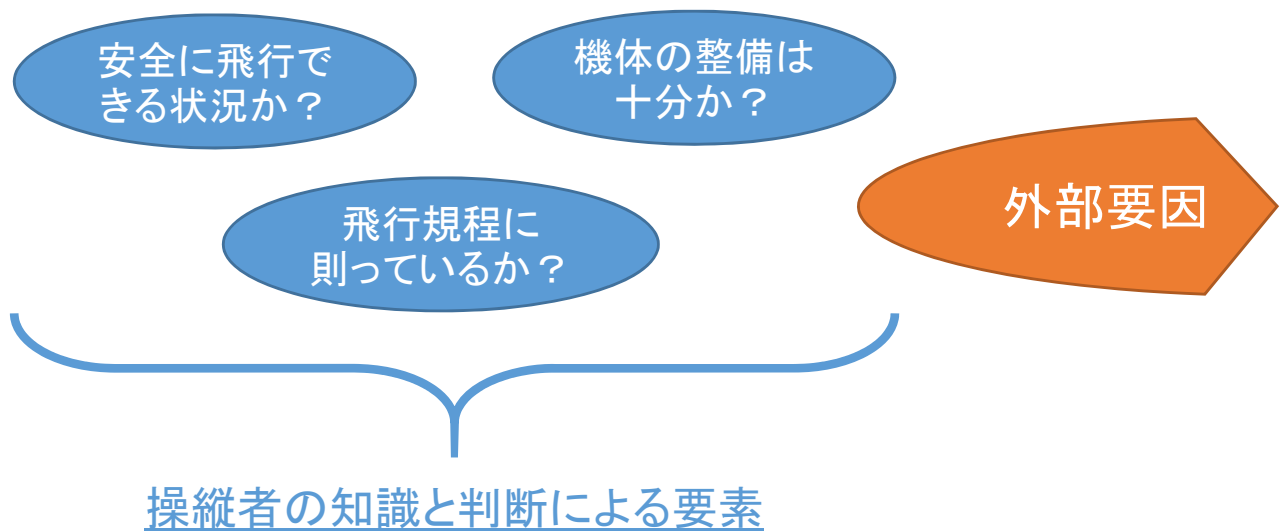 安全に飛行で
きる状況か？
機体の整備は
十分か？
飛行規程に
則っているか？
外部要因
操縦者の知識と判断による要素